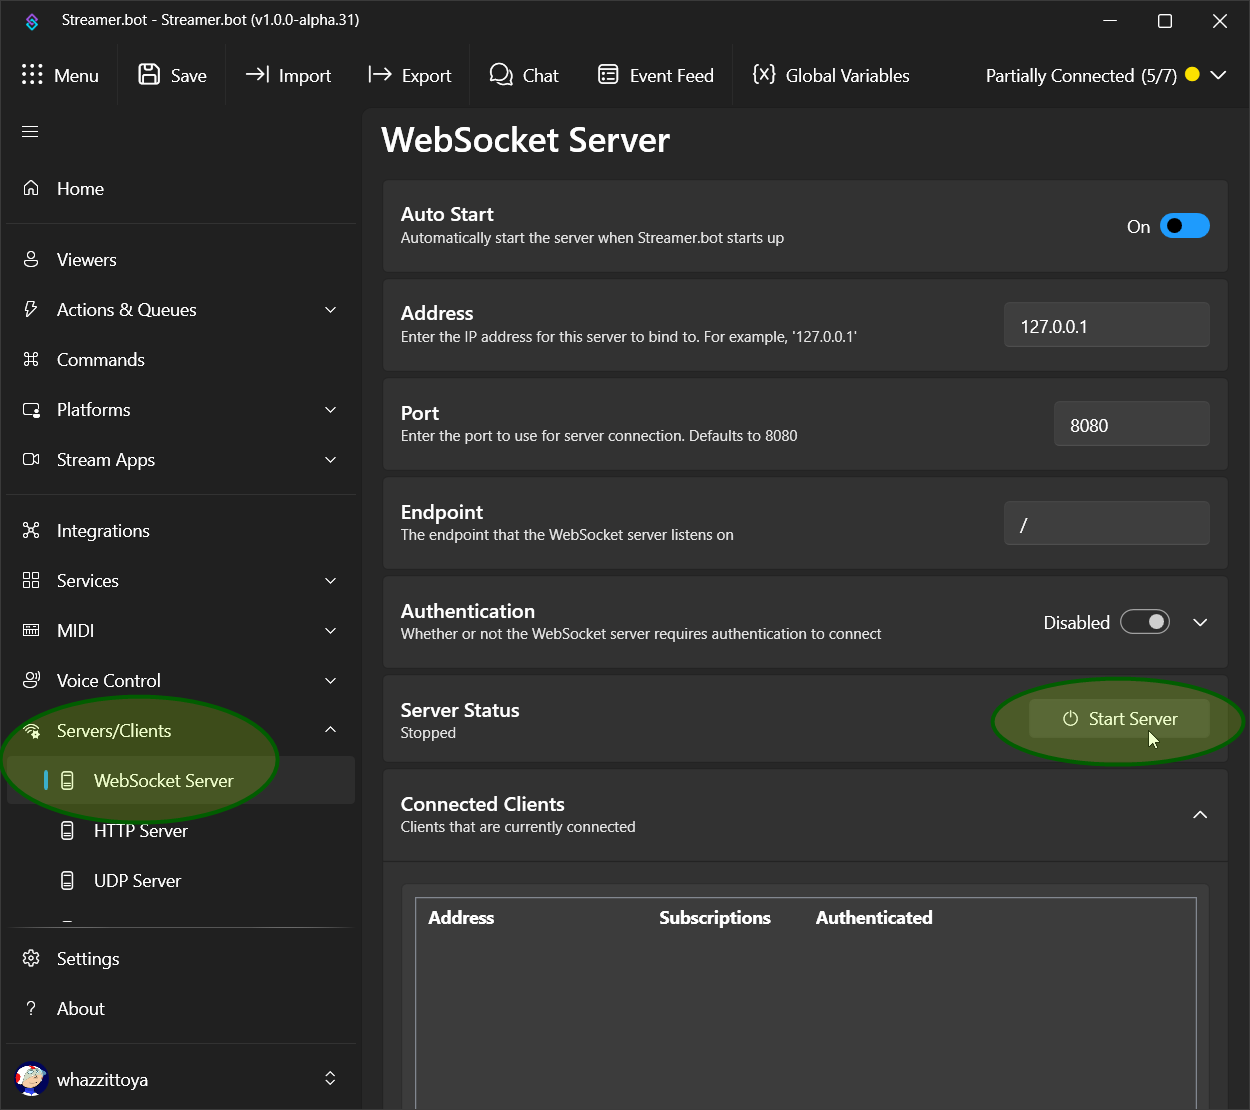 Streamer.bot - Streamer.bot (v1.0.0-alpha.31)
Menu
Save
Import
Export
Chat
Event Feed
Global Variables
Partially Connected (5/7)
Home
Viewers
Actions & Queues
Commands
Platforms
Stream Apps
Integrations
Services
MIDI
Voice Control
Servers/Clients
WebSocket Server
HTTP Server
UDP Server
Settings
About
whazzittoya
WebSocket Server
Auto Start
Automatically start the server when Streamer.bot starts up
On
Address
Enter the IP address for this server to bind to. For example, '127.0.0.1'
127.0.0.1
Port
Enter the port to use for server connection. Defaults to 8080
8080
Endpoint
The endpoint that the WebSocket server listens on
/
Authentication
Whether or not the WebSocket server requires authentication to connect
Disabled
Server Status
Stopped
Start Server
Connected Clients
Clients that are currently connected
Address Subscriptions Authenticated